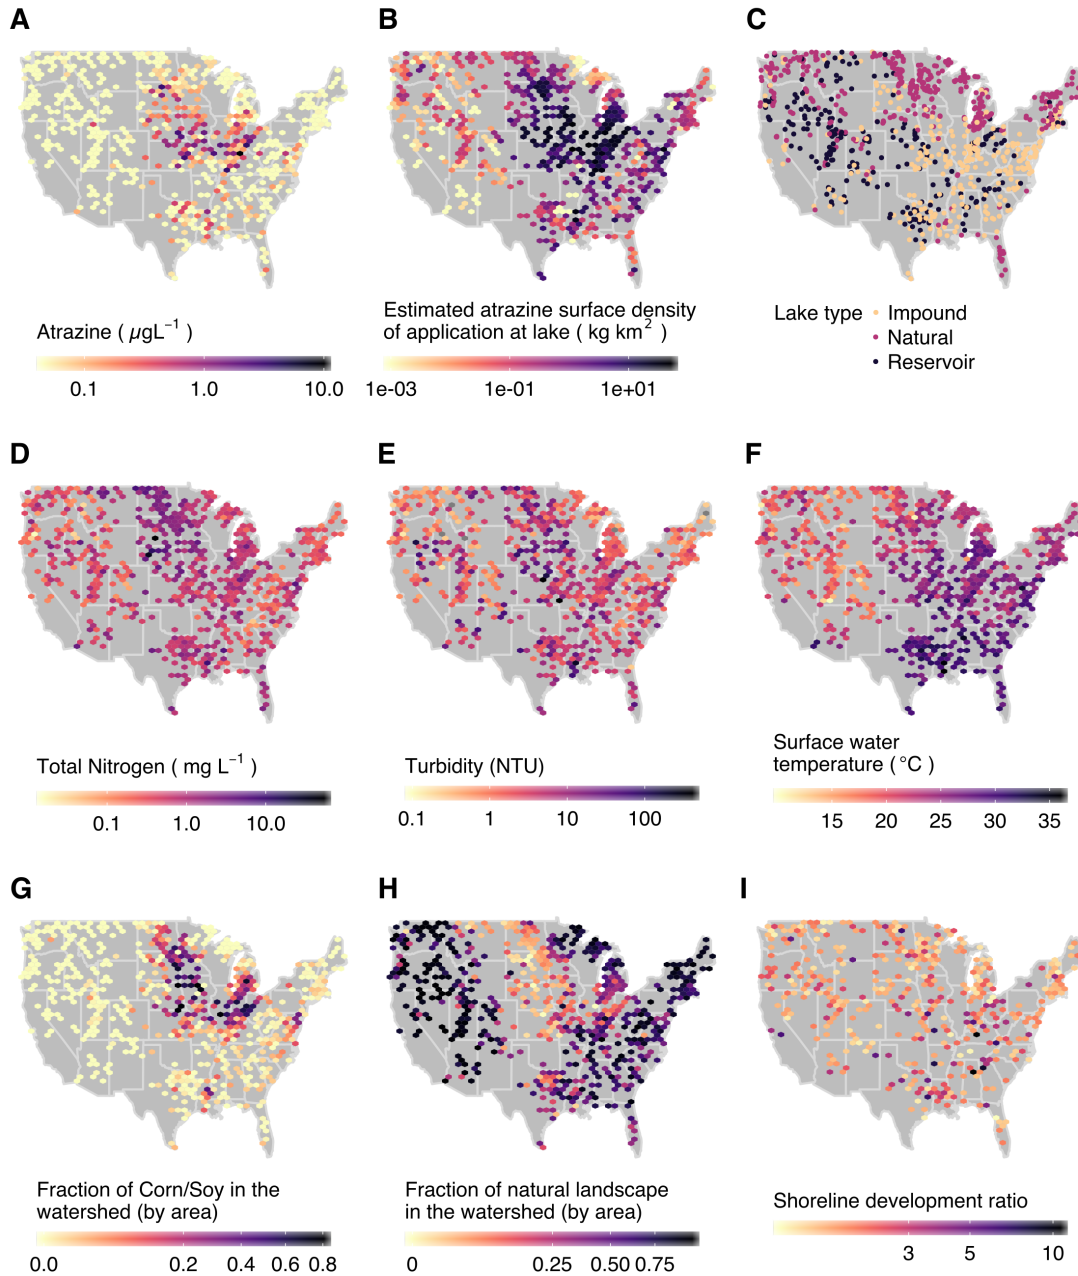 A
B
C
Atrazine ( µgL−1 )
0.1 1.0 10.0
Estimated atrazine surface density
of application at lake ( kg km2 )
1e-03 1e-01 1e+01
Lake type
Impound
Natural
Reservoir
D
E
F
Total Nitrogen ( mg L−1 )
0.1 1.0 10.0
Turbidity (NTU)
0.1 1 10 100
Surface water
temperature ( °C )
15 20 25 30 35
G
H
I
Fraction of Corn/Soy in the
watershed (by area)
0.0 0.2 0.4 0.6 0.8
Fraction of natural landscape
in the watershed (by area)
0 0.25 0.50 0.75
Shoreline development ratio
3 5 10